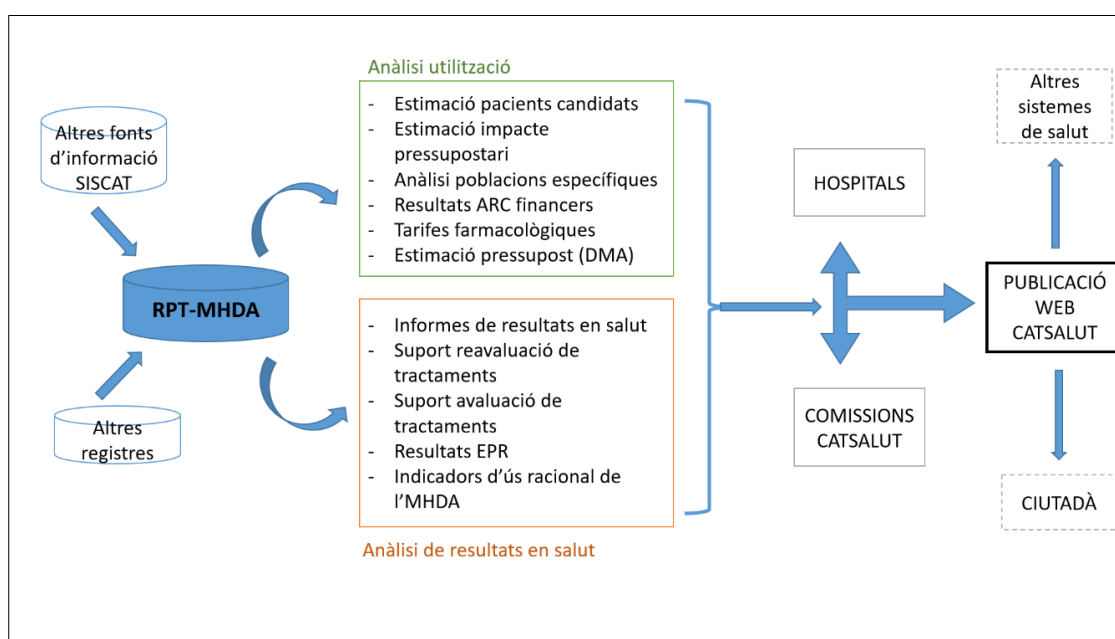 Altres fonts
d'informació
SISCAT
RPT-MHDA
Altres
registres
Anàlisi utilització
- Estimació pacients candidats
- Estimació impacte
pressupostari
- Anàlisi poblacions específiques
- Resultats ARC financers
- Tarifes farmacològiques
- Estimació pressupost (DMA)
- Informes de resultats en salut
- Suport reavaluació de
tractaments
- Suport avaluació de
tractaments
- Resultats EPR
- Indicadors d'ús racional de
l'MHDA
Anàlisi de resultats en salut
HOSPITALS
COMISSIONS
CATSALUT
Altres
sistemes
de salut
PUBLICACIÓ
WEB
CATSALUT
CIUTADÀ